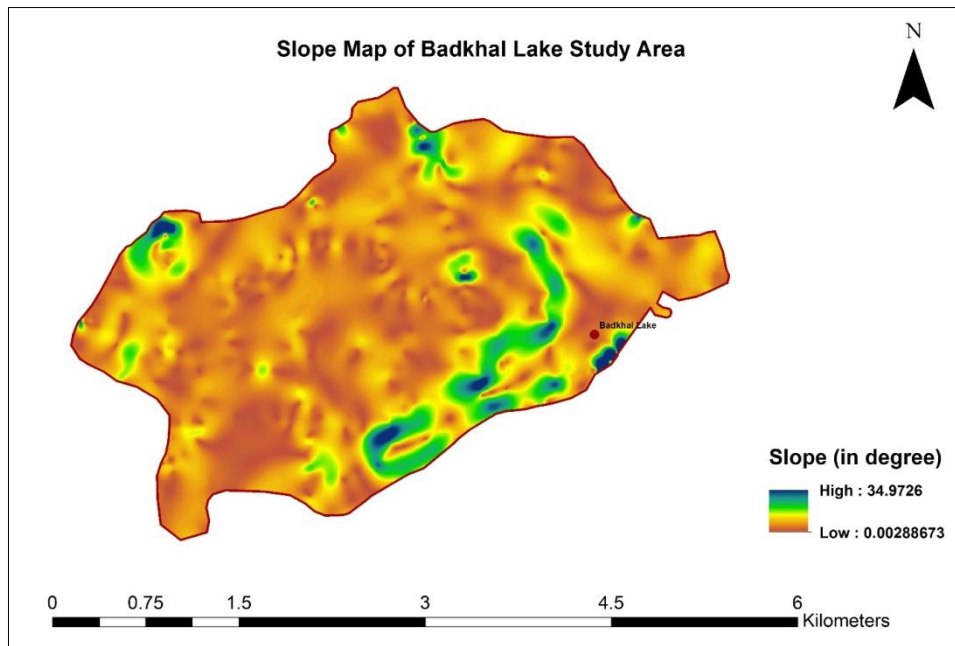 Slope Map of Badkhal Lake Study Area
N
Badkhal Lake
Slope (in degree)
High : 34.9726
Low : 0.00288673
0 0.75 1.5 3 4.5 6
Kilometers